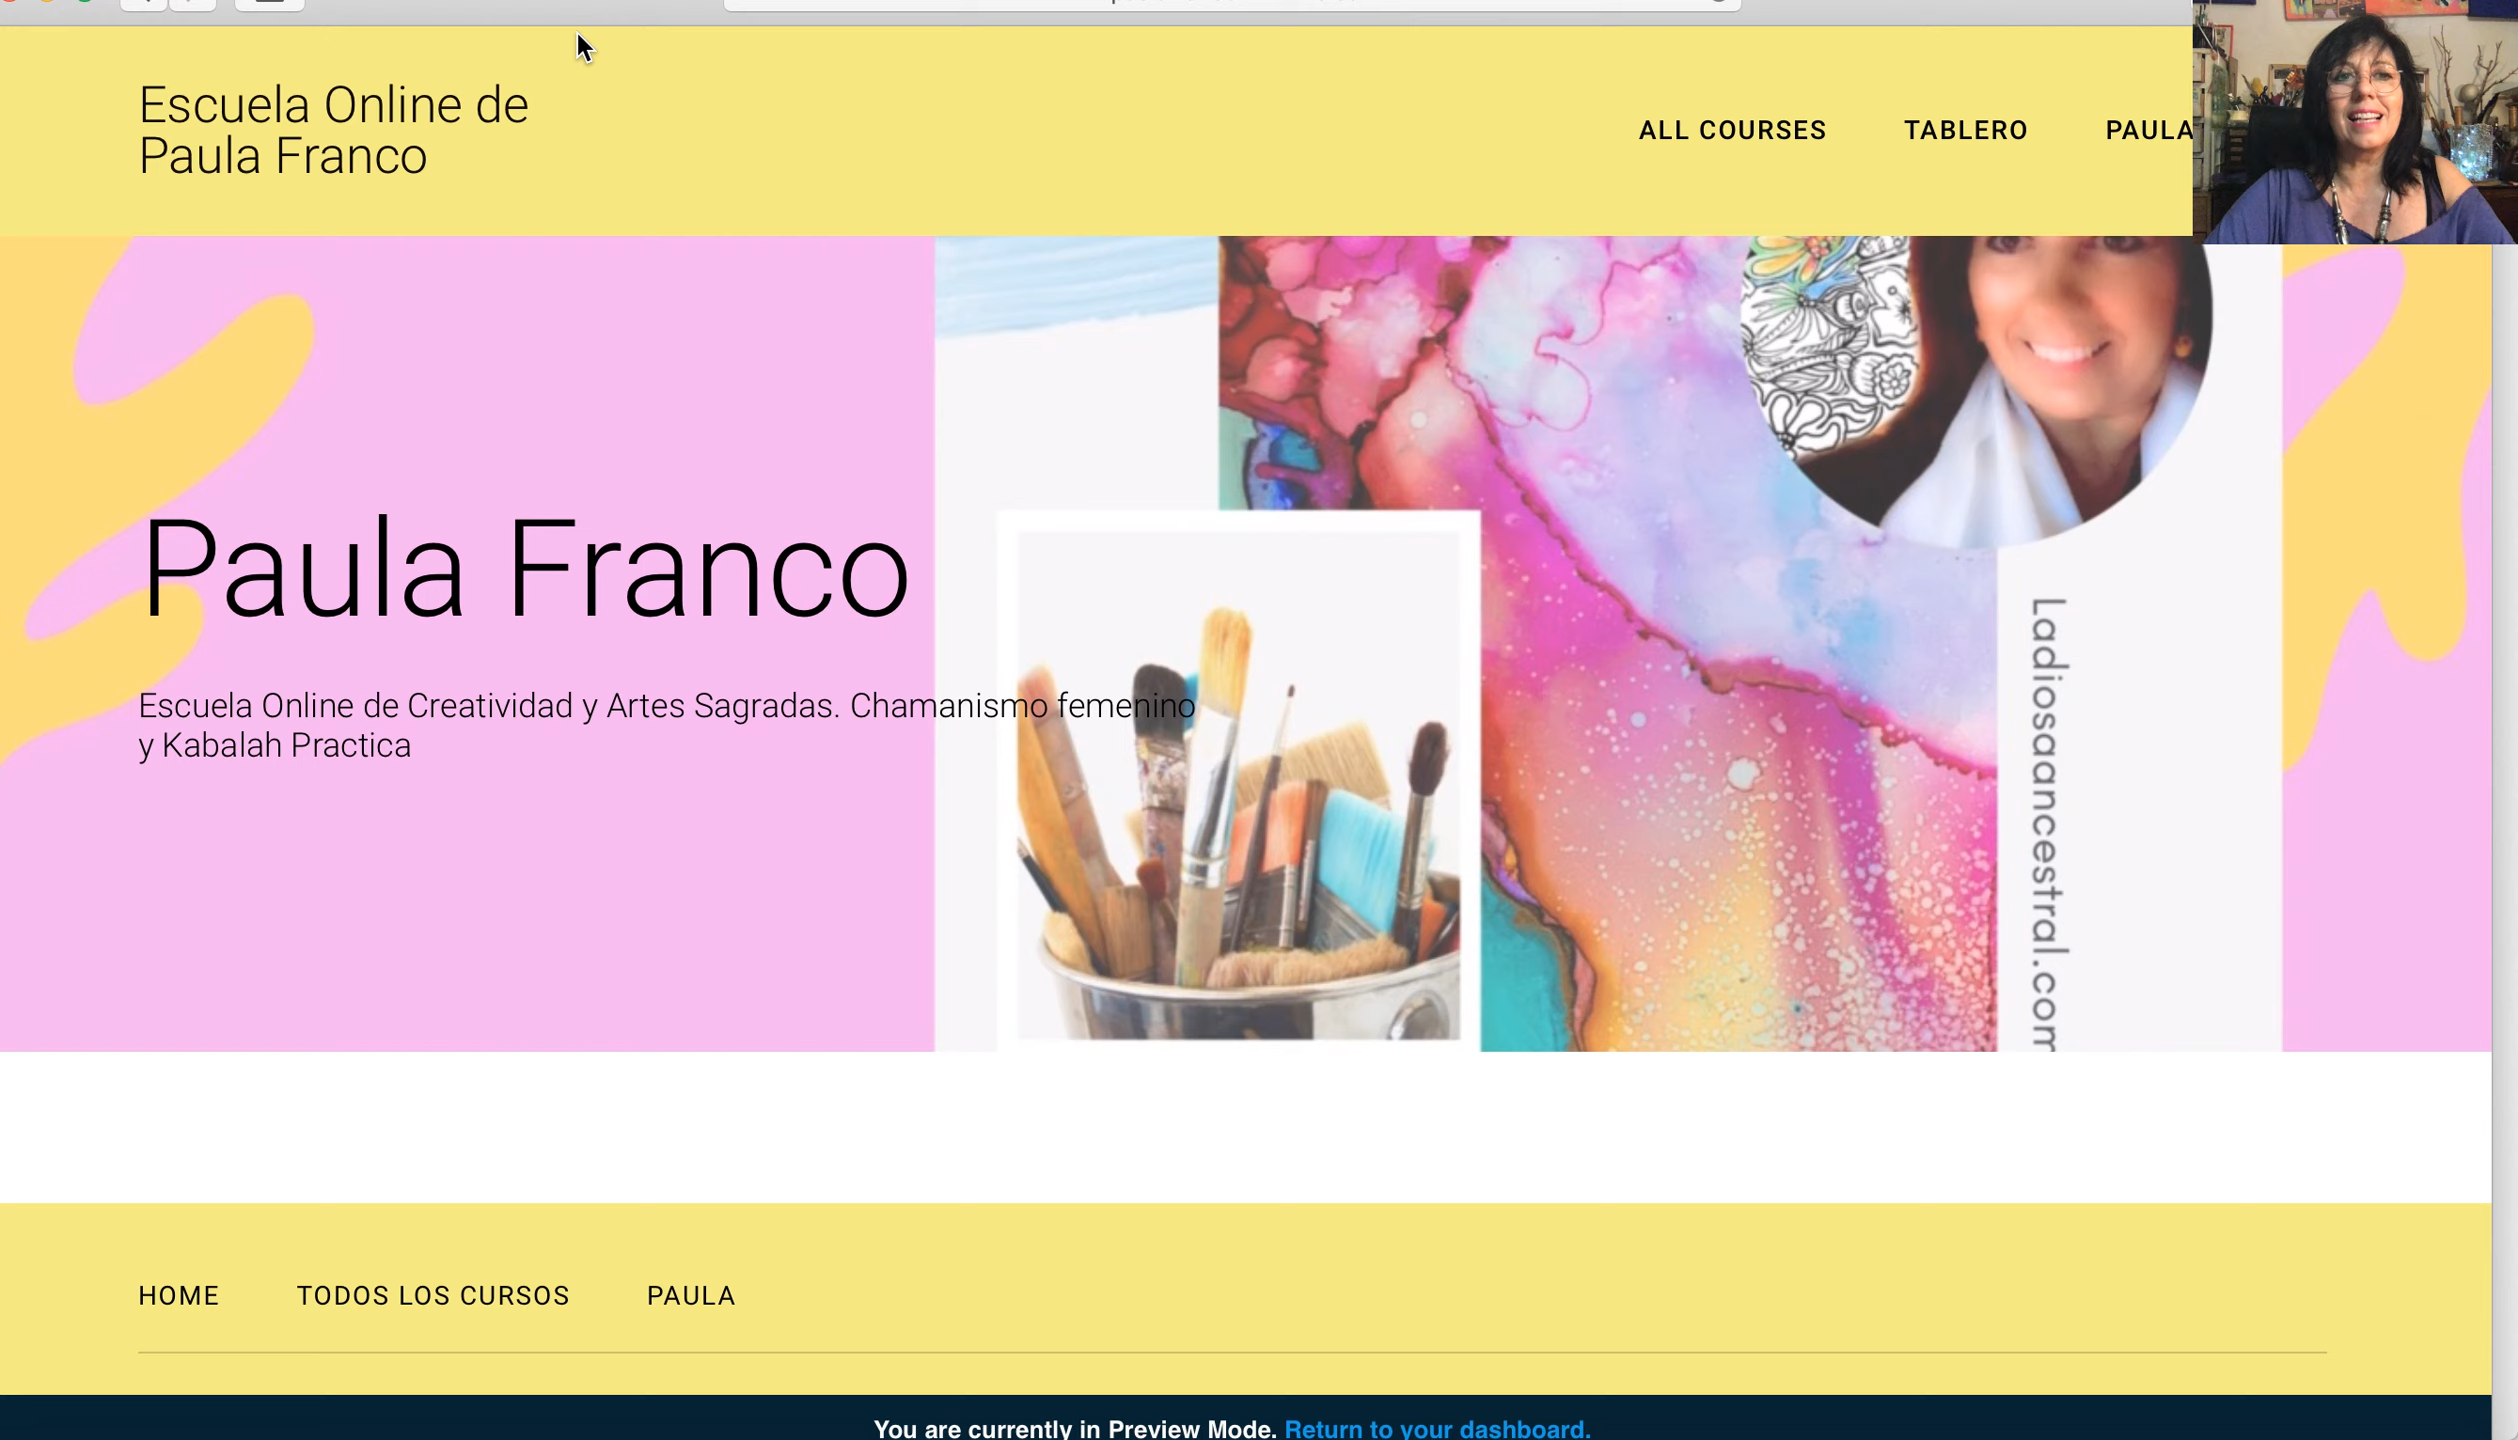 Escuela Online de
Paula Franco
ALL COURSES
TABLERO
PAULA
Paula Franco
Escuela Online de Creatividad y Artes Sagradas. Chamanismo femenino
y Kabalah Practica
Ladiosaancestral.com
HOME
TODOS LOS CURSOS
PAULA
You are currently in Preview Mode. Return to your dashboard.